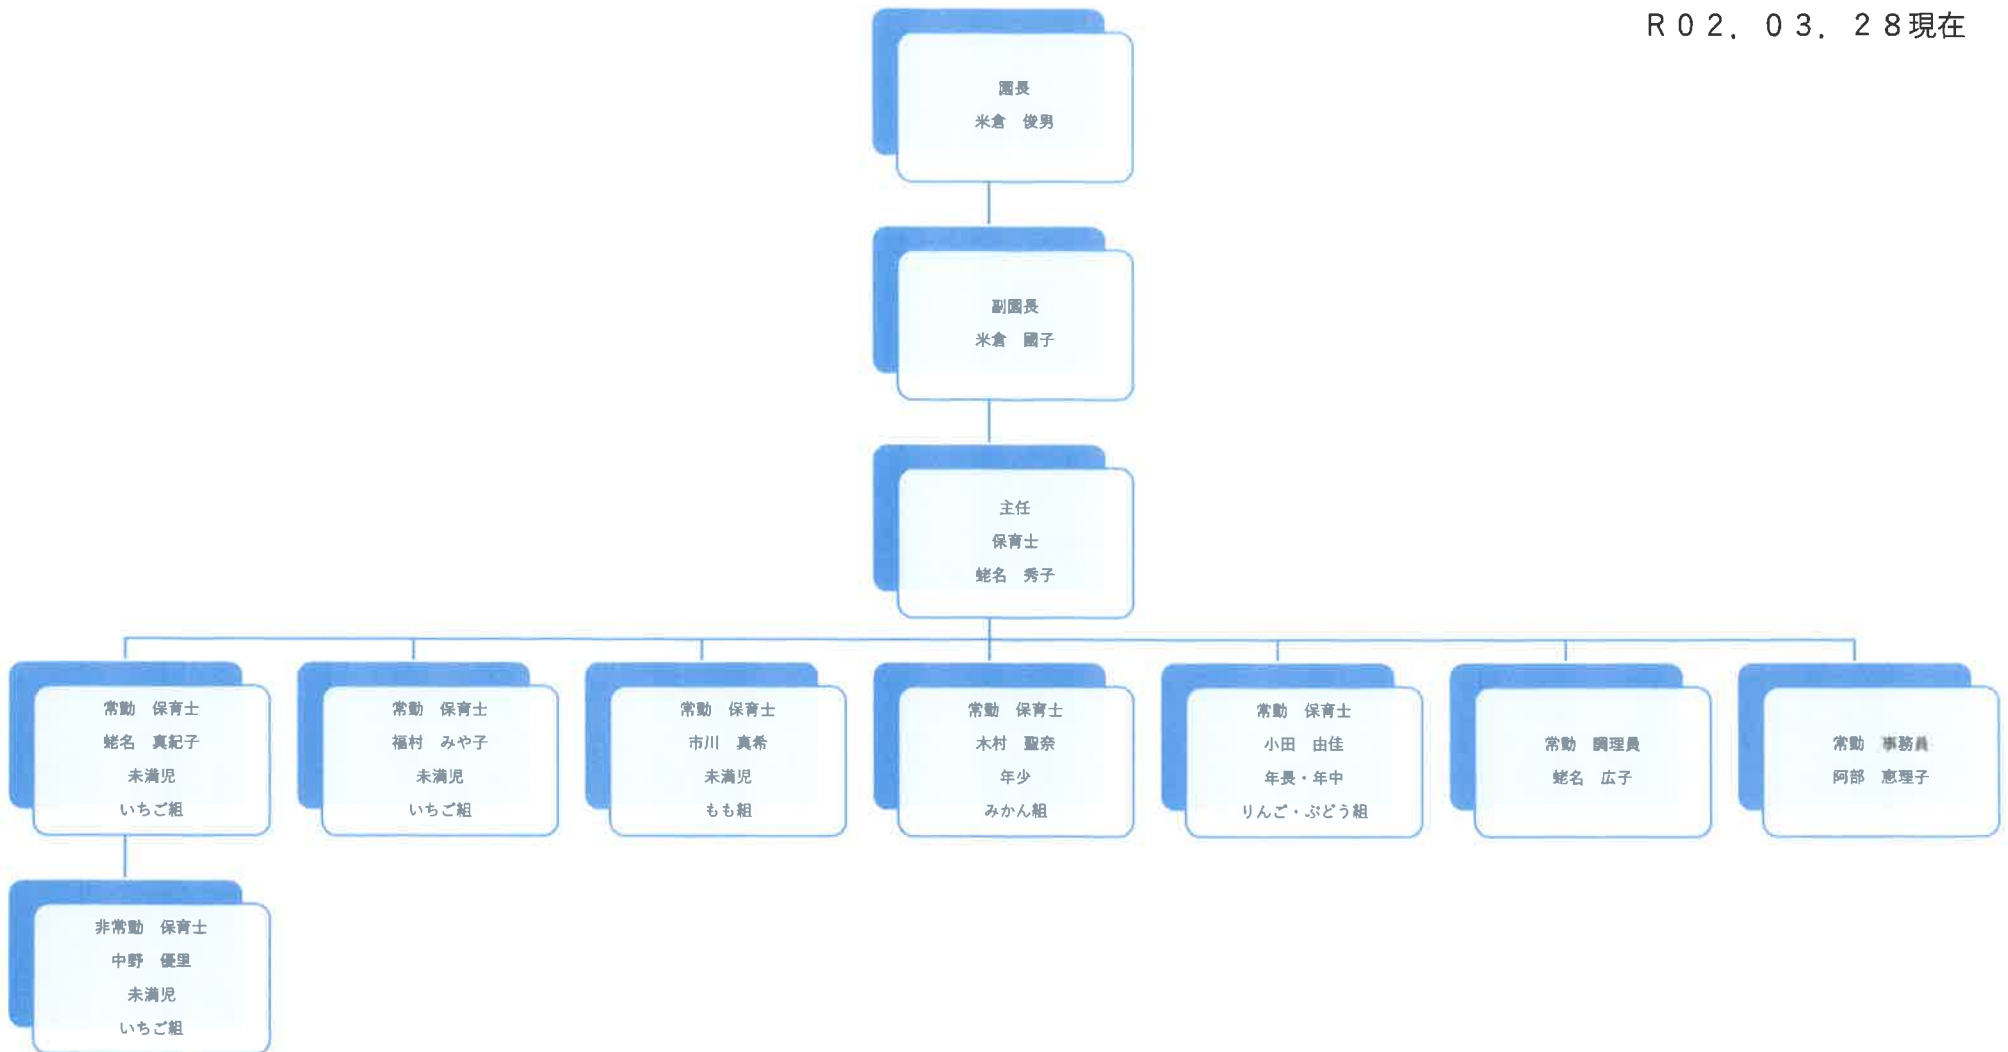 R02．03．28現在
園長
米倉　俊男
副園長
米倉　國子
主任
保育士
蛯名　秀子
常勤　保育士
蛯名　真紀子
未満児
いちご組
常勤　保育士
福村　みや子
未満児
いちご組
常勤　保育士
市川　真希
未満児
もも組
常勤　保育士
木村　聖奈
年少
みかん組
常勤　保育士
小田　由佳
年長・年中
りんご・ぶどう組
常勤　調理員
蛯名　広子
常勤　事務員
阿部　恵理子
非常勤　保育士
中野　優里
未満児
いちご組